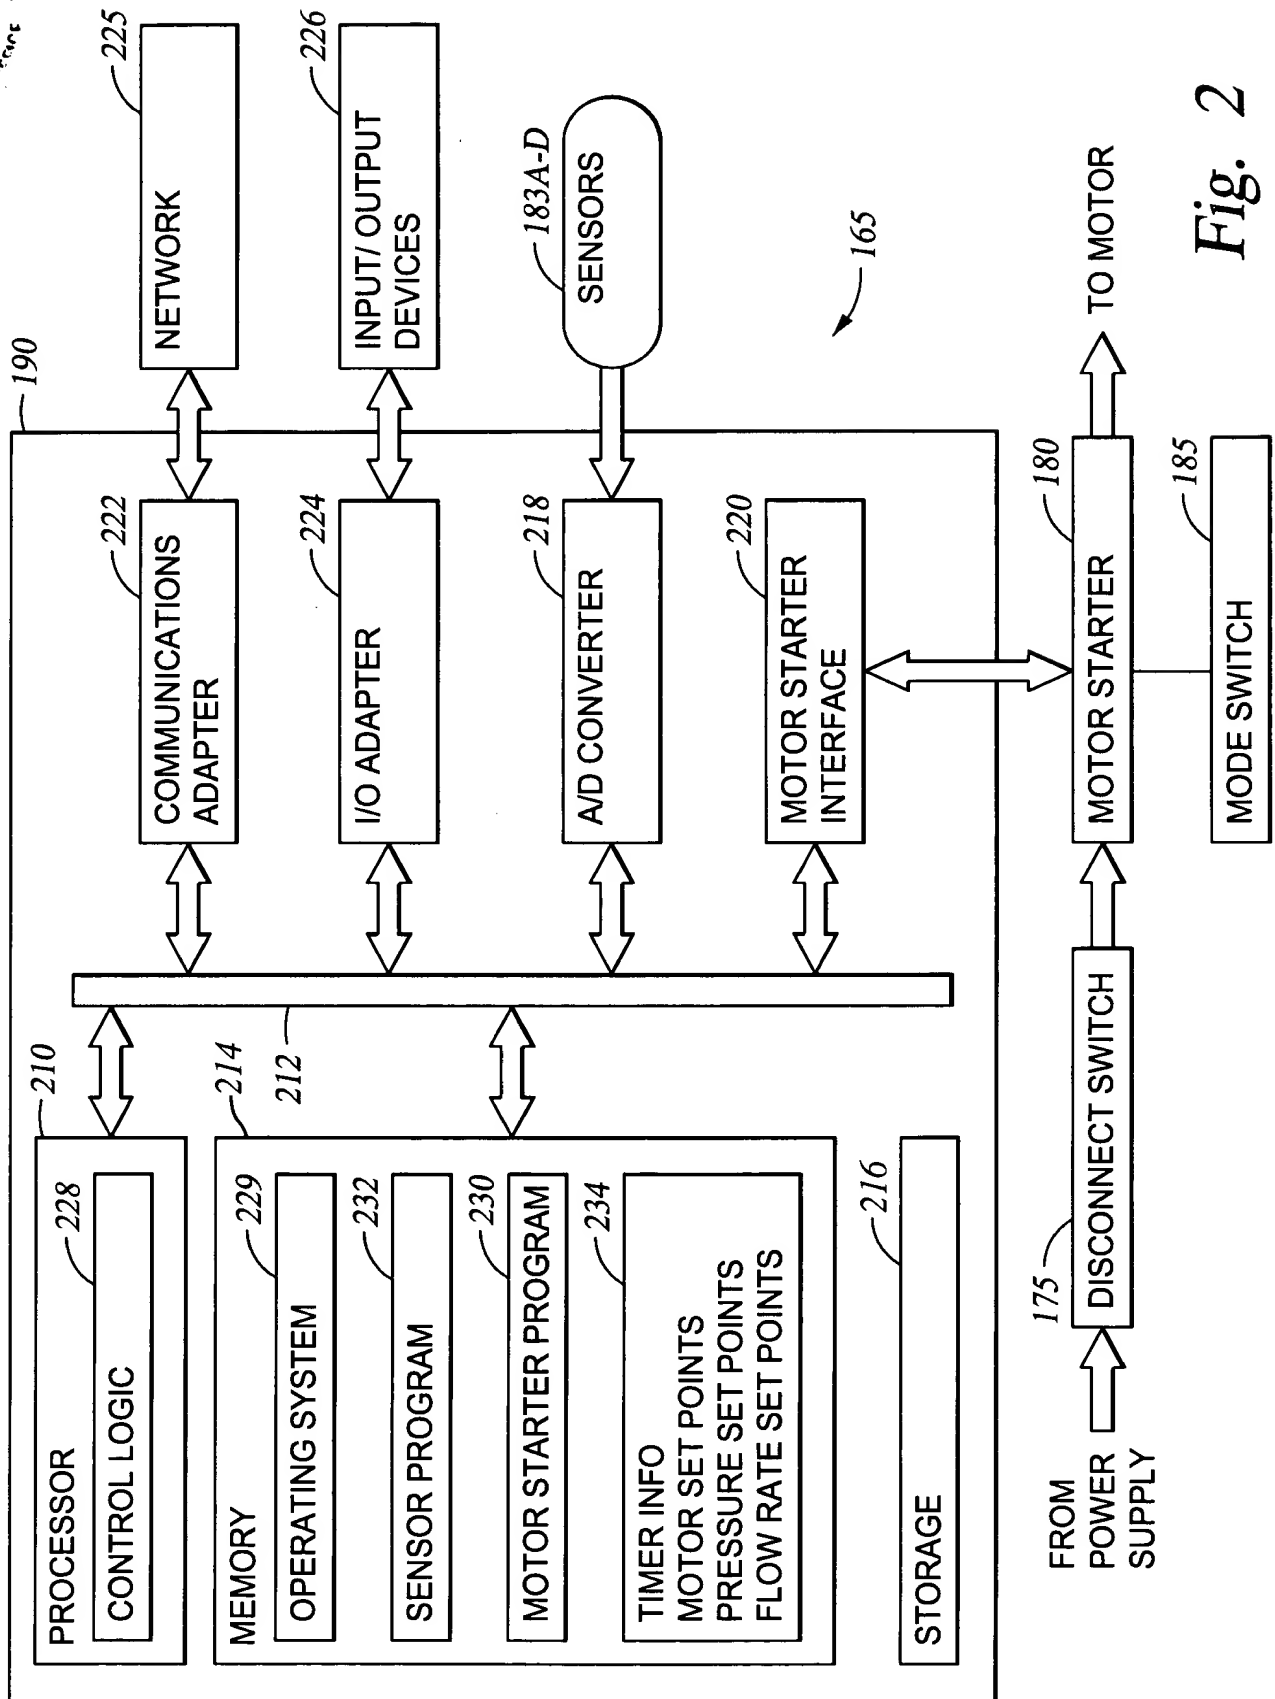 190
PROCESSOR
210
CONTROL LOGIC
228
MEMORY
214
OPERATING SYSTEM
229
SENSOR PROGRAM
232
MOTOR STARTER PROGRAM
230
TIMER INFO
MOTOR SET POINTS
PRESSURE SET POINTS
FLOW RATE SET POINTS
234
STORAGE
216
212
COMMUNICATIONS
ADAPTER
222
I/O ADAPTER
224
A/D CONVERTER
218
MOTOR STARTER
INTERFACE
220
NETWORK
225
INPUT/ OUTPUT
DEVICES
226
SENSORS
183A-D
165
FROM
POWER
SUPPLY
DISCONNECT SWITCH
175
MOTOR STARTER
180
TO MOTOR
MODE SWITCH
185
Fig. 2